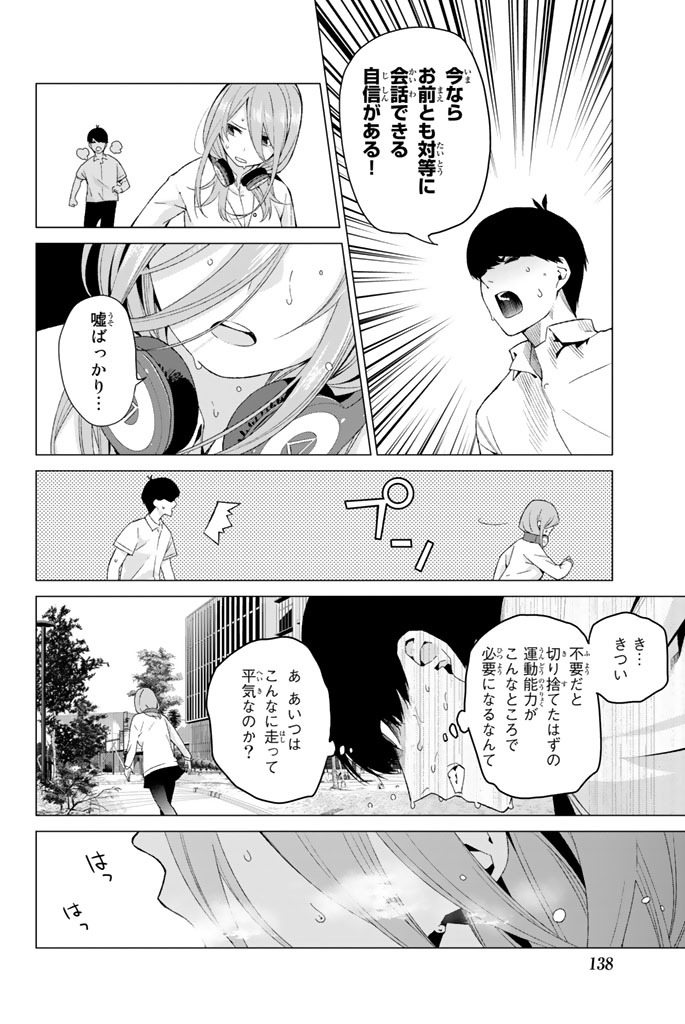 今なら
お前とも対等に
会話できる
自信がある！
嘘ばっかり…
プンッ
き…
きつい
不要だと
切り捨てたはずの
運動能力が
こんなところで
必要になるなんて
あ あいつは
こんなに走って
平気なのか？
はっ
はっ
138